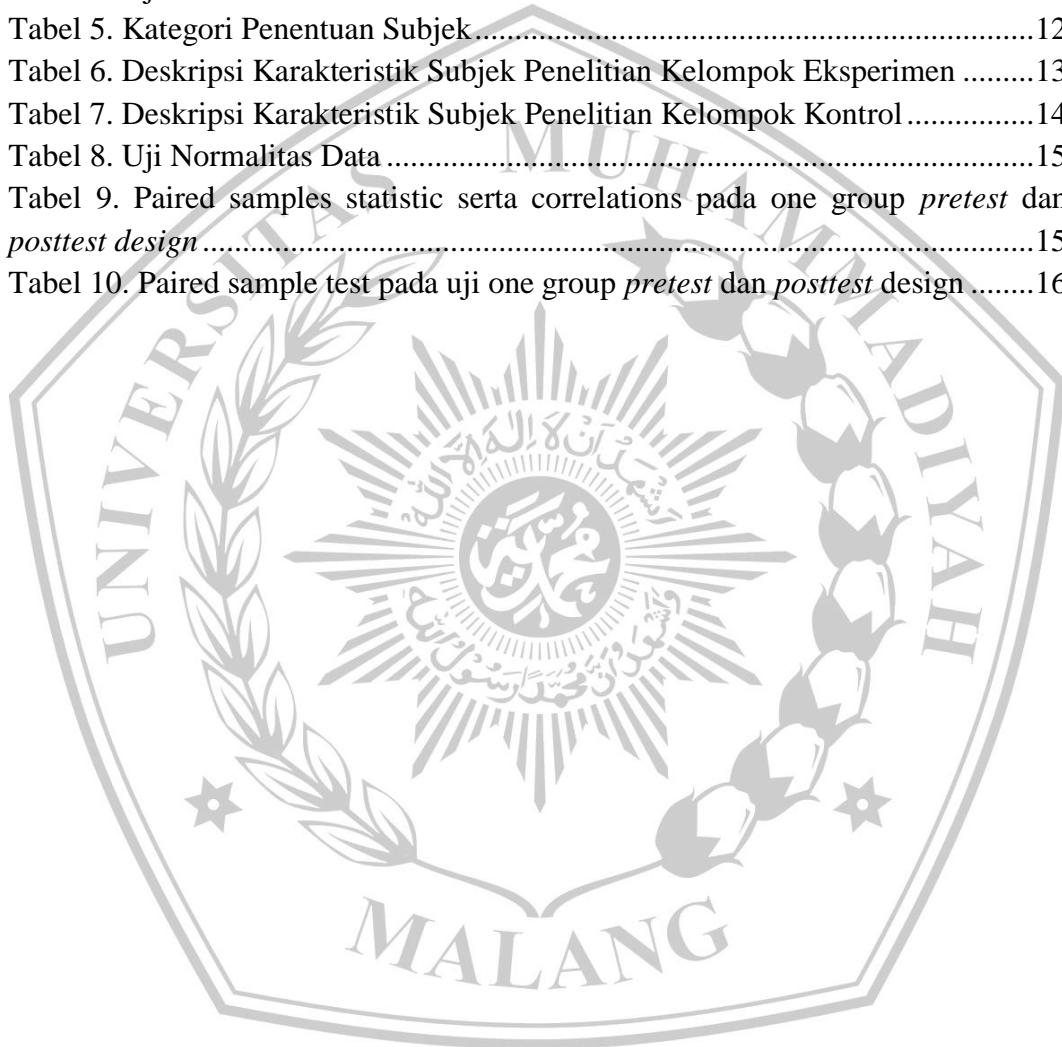 Tabel 5. Kategori Penentuan Subjek....................................................................................12
Tabel 6. Deskripsi Karakteristik Subjek Penelitian Kelompok Eksperimen .........13
Tabel 7. Deskripsi Karakteristik Subjek Penelitian Kelompok Kontrol...............14
Tabel 8. Uji Normalitas Data ..............................................................................15
Tabel 9. Paired samples statistic serta correlations pada one group pretest dan
posttest design....................................................................................................15
Tabel 10. Paired sample test pada uji one group pretest dan posttest design ........16
UNIVERSITAS MUHAMMADIYAH
MALANG